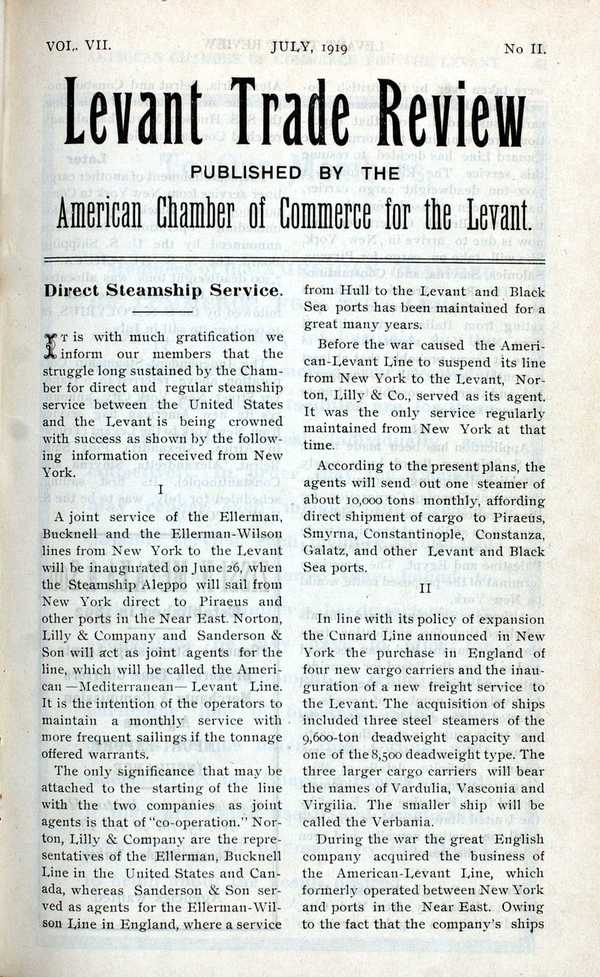 VOL. VII.
JULY, 1919
No II.
Levant Trade Review
PUBLISHED BY THE
American Chamber of Commerce for the Levant.
Direct Steamship Service.
IT is with much gratification we
inform our members that the
struggle long sustained by the Cham-
ber for direct and regular steamship
service between the United States
and the Levant is being crowned
with success as shown by the follow-
ing information received from New
York.
I
A joint service of the Ellerman,
Bucknell and the Ellerman-Wilson
lines from New York to the Levant
will be inaugurated on June 26, when
the Steamship Aleppo will sail from
New York direct to Piraeus and
other ports in the Near East. Norton,
Lilly & Company and Sanderson &
Son will act as joint agents for the
line, which will be called the Ameri-
can —Mediterranean— Levant Line.
It is the intention of the operators to
maintain a monthly service with
more frequent sailings if the tonnage
offered warrants.
The only significance that may be
attached to the starting of the line
with the two companies as joint
agents is that of "co-operation." Nor-
ton, Lilly & Company are the repre-
sentatives of the Ellerman, Bucknell
Line in the United States and Can-
ada, whereas Sanderson & Son ser-
ved as agents for the Ellerman-Wil-
son Line in England, where a service
from Hull to the Levant and Black
Sea ports has been maintained for a
great many years.
Before the war caused the Ameri-
can-Levant Line to suspend its line
from New York to the Levant, Nor-
ton, Lilly & Co., served as its agent.
It was the only service regularly
maintained from New York at that
time.
According to the present plans, the
agents will send out one steamer of
about 10,000 tons monthly, affording
direct shipment of cargo to Piraeus,
Smyrna, Constantinople, Constanza,
Galatz, and other Levant and Black
Sea ports.
II
In line with its policy of expansion
the Cunard Line announced in New
York the purchase in England of
four new cargo carriers and the inau-
guration of a new freight service to
the Levant. The acquisition of ships
included three steel steamers of the
9,600-ton deadweight capacity and
one of the 8,500 deadweight type. The
three larger cargo carriers will bear
the names of Vardulia, Vasconia and
Virgilia. The smaller ship will be
called the Verbania.
During the war the great English
company acquired the business of
the American-Levant Line, which
formerly operated between New York
and ports in the Near East. Owing
to the fact that the company's ships